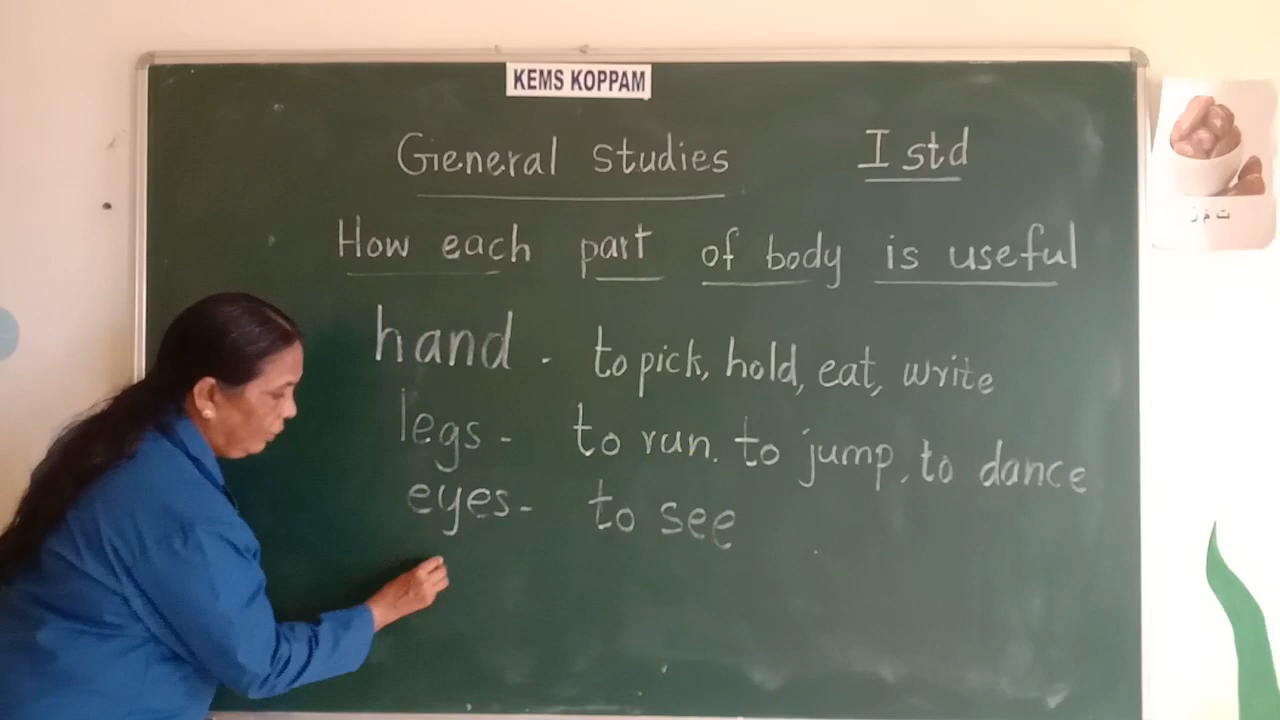 KEMS KOPPAM
General studies I std
How each part of body is useful
hand - to pick, hold, eat, write
legs - to run. to jump, to dance
eyes - to see